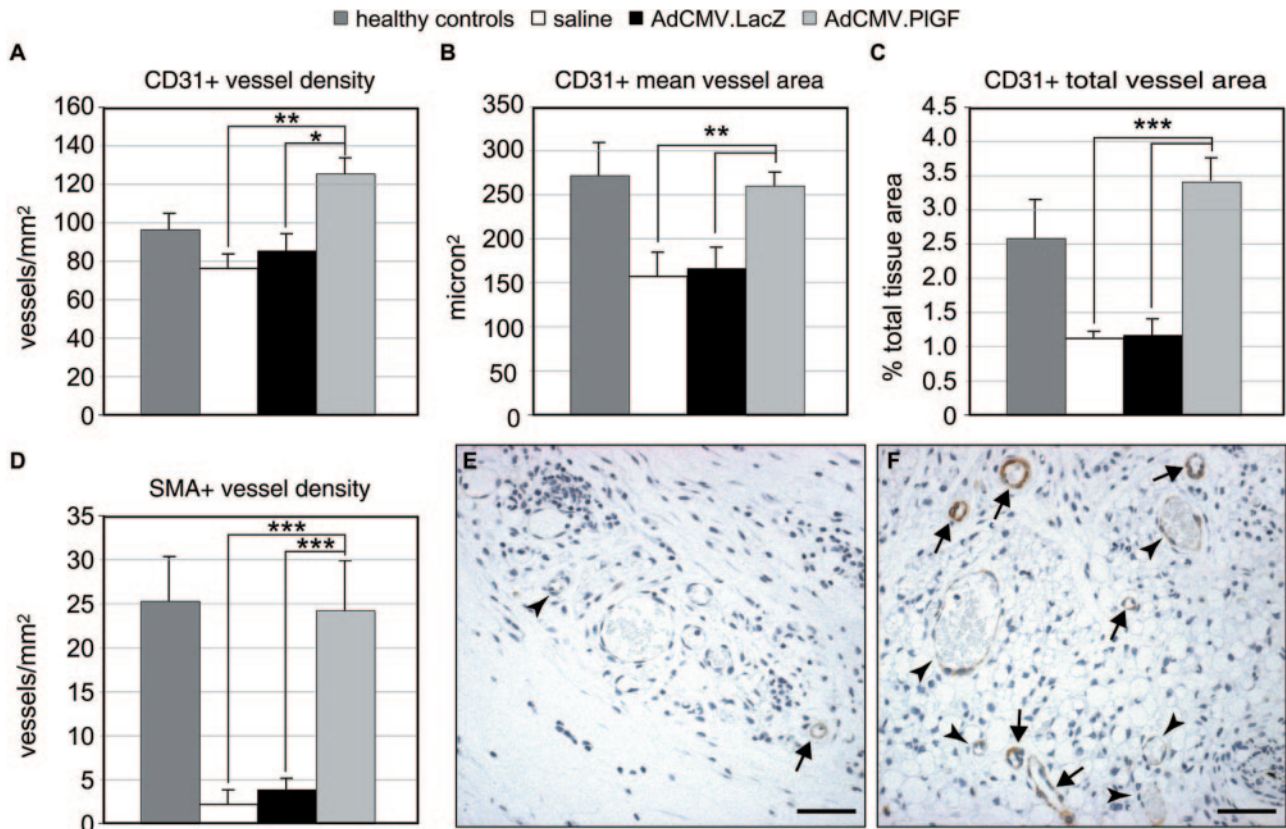 healthy controls saline AdCMV.LacZ AdCMV.PlGF
A
CD31+ vessel density
vessels/mm²
160
140
120
100
80
60
40
20
0
**
*
B
CD31+ mean vessel area
micron²
350
300
250
200
150
100
50
0
**
C
CD31+ total vessel area
% total tissue area
4.5
4.0
3.5
3.0
2.5
2.0
1.5
1.0
0.5
0
***
D
SMA+ vessel density
vessels/mm²
35
30
25
20
15
10
5
0
***
***
E
F